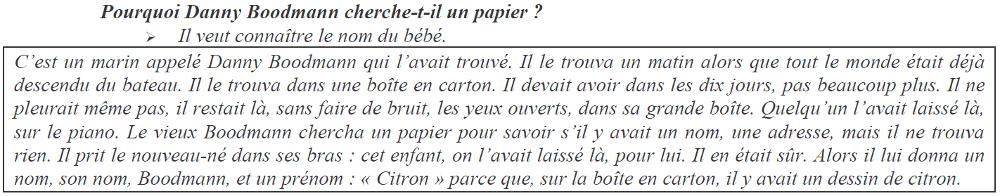 Pourquoi Danny Boodmann cherche-t-il un papier ?
➢ Il veut connaître le nom du bébé.
C’est un marin appelé Danny Boodmann qui l’avait trouvé. Il le trouva un matin alors que tout le monde était déjà
descendu du bateau. Il le trouva dans une boîte en carton. Il devait avoir dans les dix jours, pas beaucoup plus. Il ne
pleurait même pas, il restait là, sans faire de bruit, les yeux ouverts, dans sa grande boîte. Quelqu’un l’avait laissé là,
sur le piano. Le vieux Boodmann chercha un papier pour savoir s’il y avait un nom, une adresse, mais il ne trouva
rien. Il prit le nouveau-né dans ses bras : cet enfant, on l’avait laissé là, pour lui. Il en était sûr. Alors il lui donna un
nom, son nom, Boodmann, et un prénom : « Citron » parce que, sur la boîte en carton, il y avait un dessin de citron.